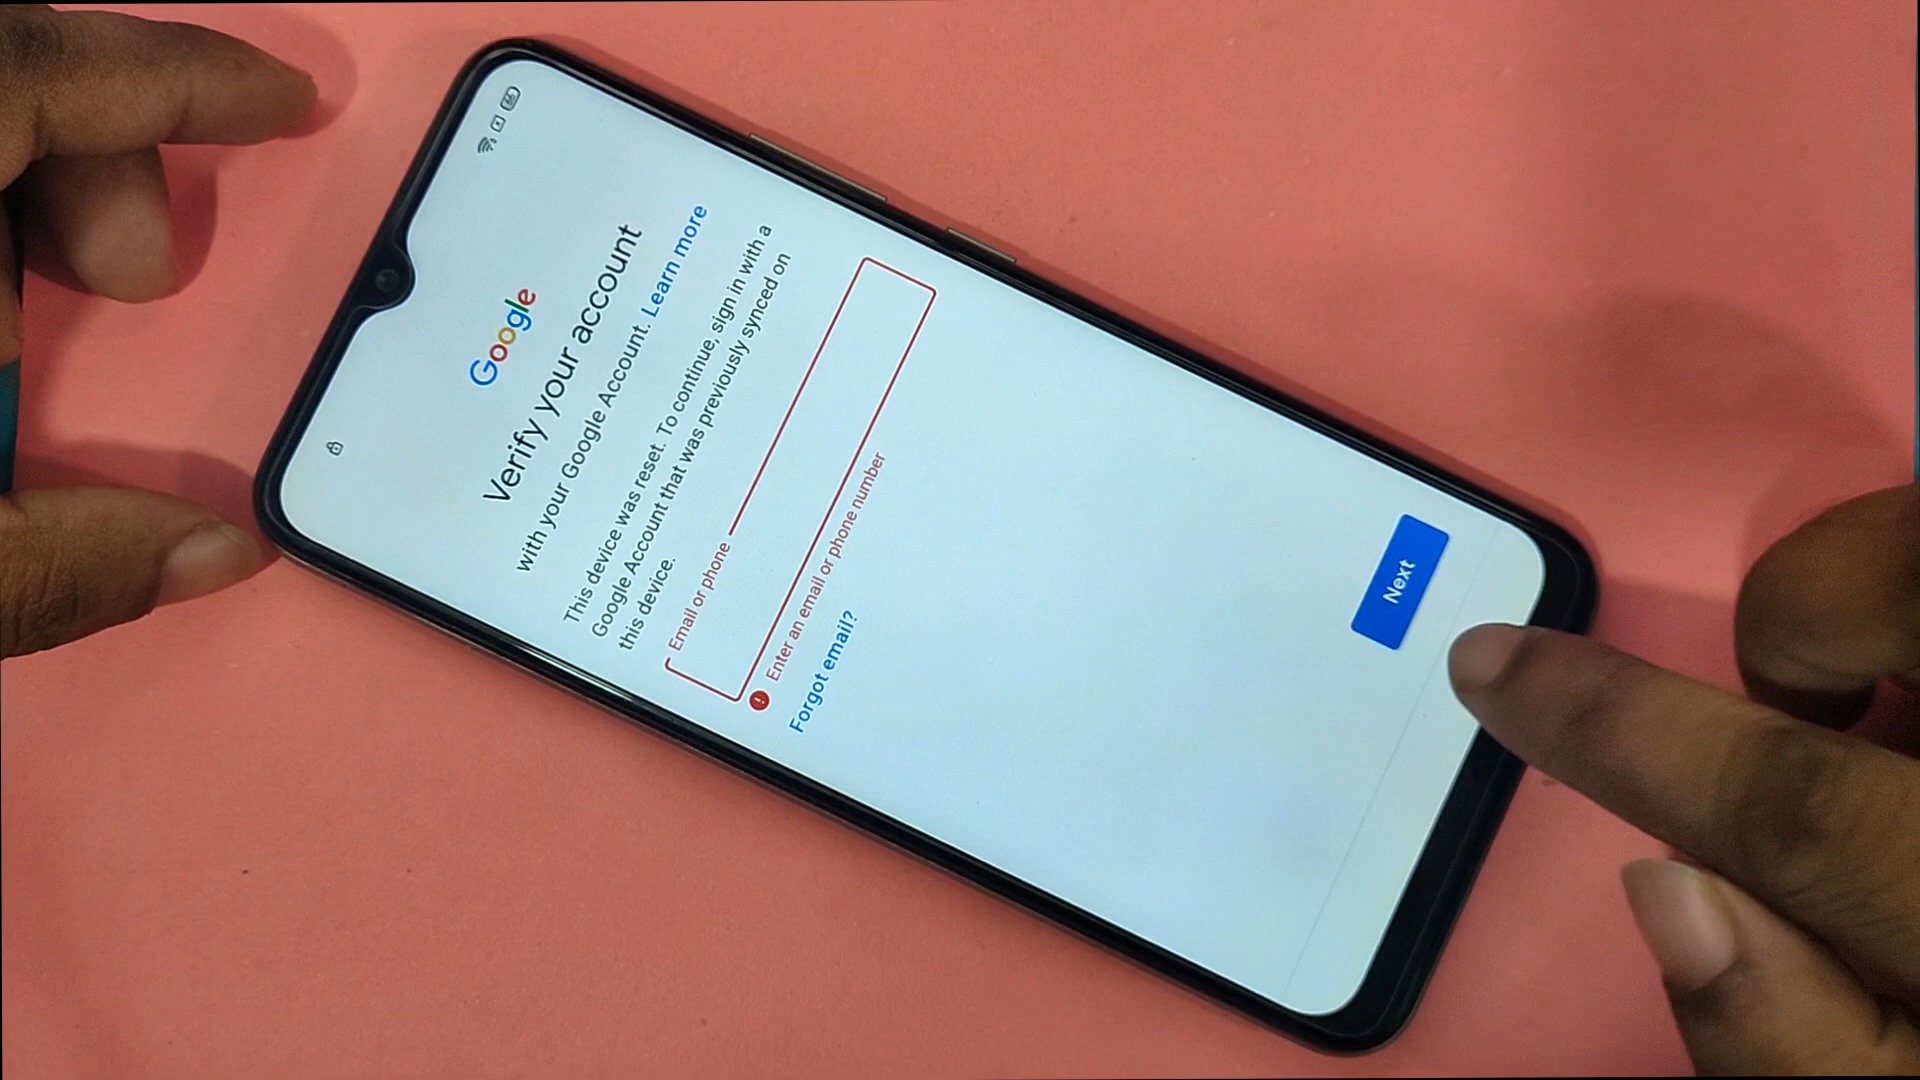 Google
Verify your account
with your Google Account. Learn more
This device was reset. To continue, sign in with a
Google Account that was previously synced on
this device.
Email or phone
Enter an email or phone number
Forgot email?
Next